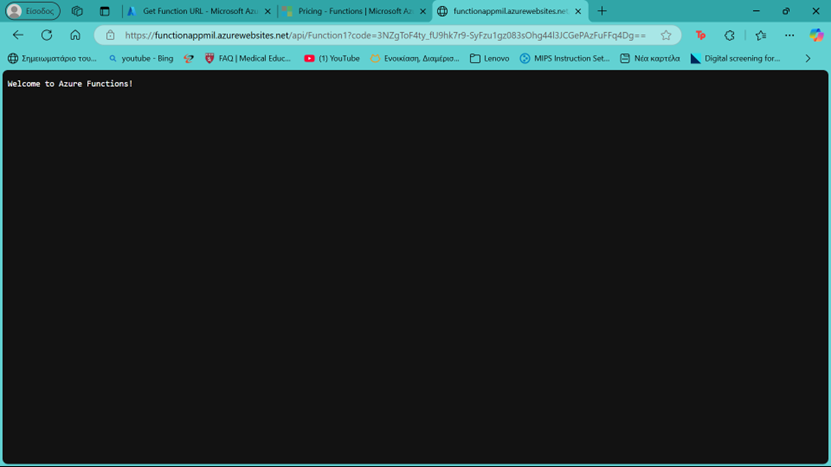 Είσοδος
Get Function URL - Microsoft Azu
Pricing - Functions | Microsoft Az
functionappmil.azurewebsites.net
https://functionappmil.azurewebsites.net/api/Function1?code=3NZgToF4ty_fU9hk7r9-SyFzu1gz083sOhg44l3JCGePAzFuFFq4Dg==
Σημειωματάριο του...
youtube - Bing
FAQ | Medical Educ...
(1) YouTube
Ενοικίαση, Διαμέρισ...
Lenovo
MIPS Instruction Set...
Νέα καρτέλα
Digital screening for...
Welcome to Azure Functions!